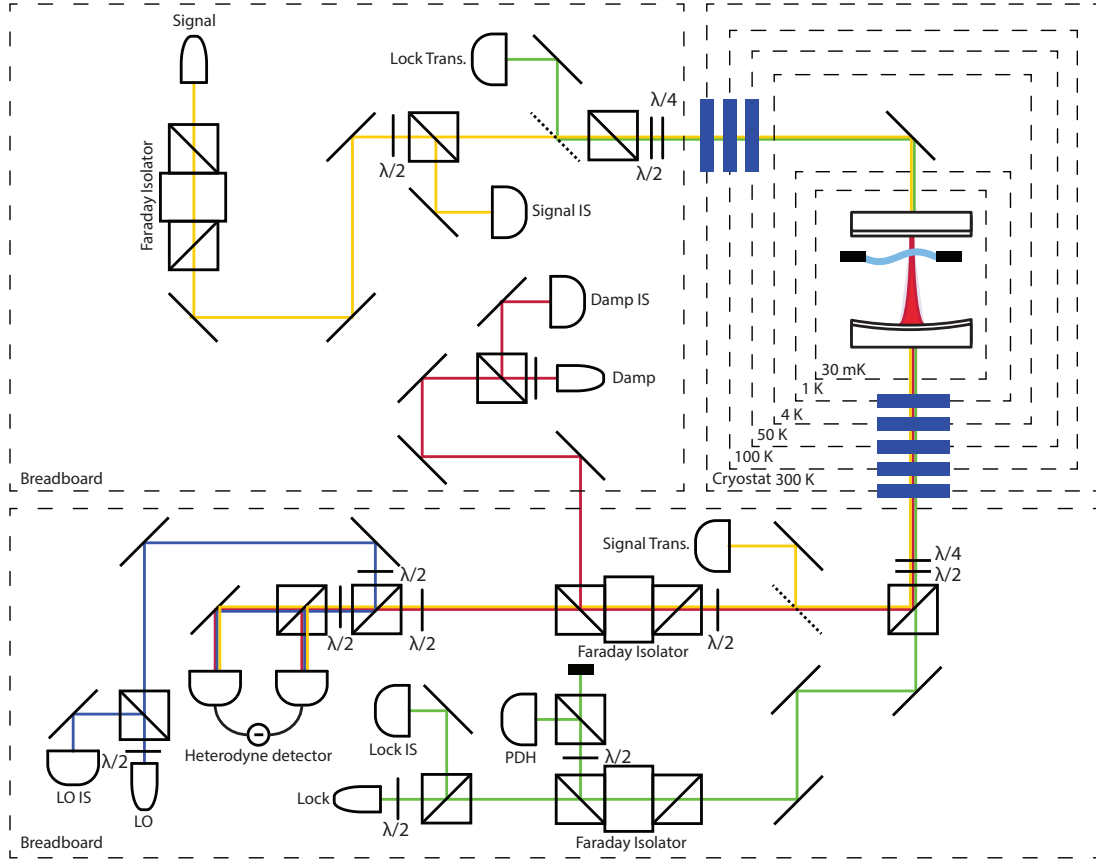 Signal
Lock Trans.
λ/4
Faraday Isolator
λ/2
λ/2
Signal IS
Damp IS
Damp
30 mK
1 K
4 K
50 K
100 K
Breadboard
Cryostat 300 K
Signal Trans.
λ/4
λ/2
λ/2
λ/2
λ/2
λ/2
Faraday Isolator
Lock IS
PDH
λ/2
Heterodyne detector
λ/2
LO IS
LO
Lock
λ/2
Faraday Isolator
Breadboard